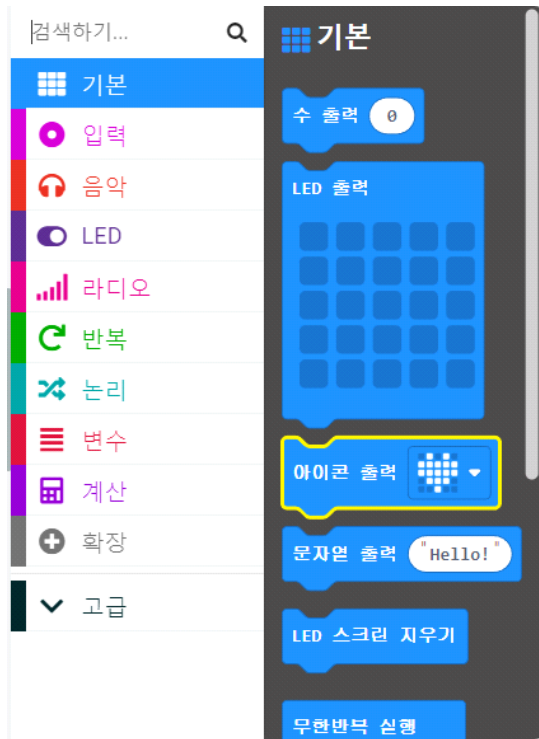 검색하기...
기본
입력
음악
LED
라디오
반복
논리
변수
계산
확장
고급
기본
수 출력 0
LED 출력
아이콘 출력
문자열 출력 "Hello!"
LED 스크린 지우기
무한반복 실행